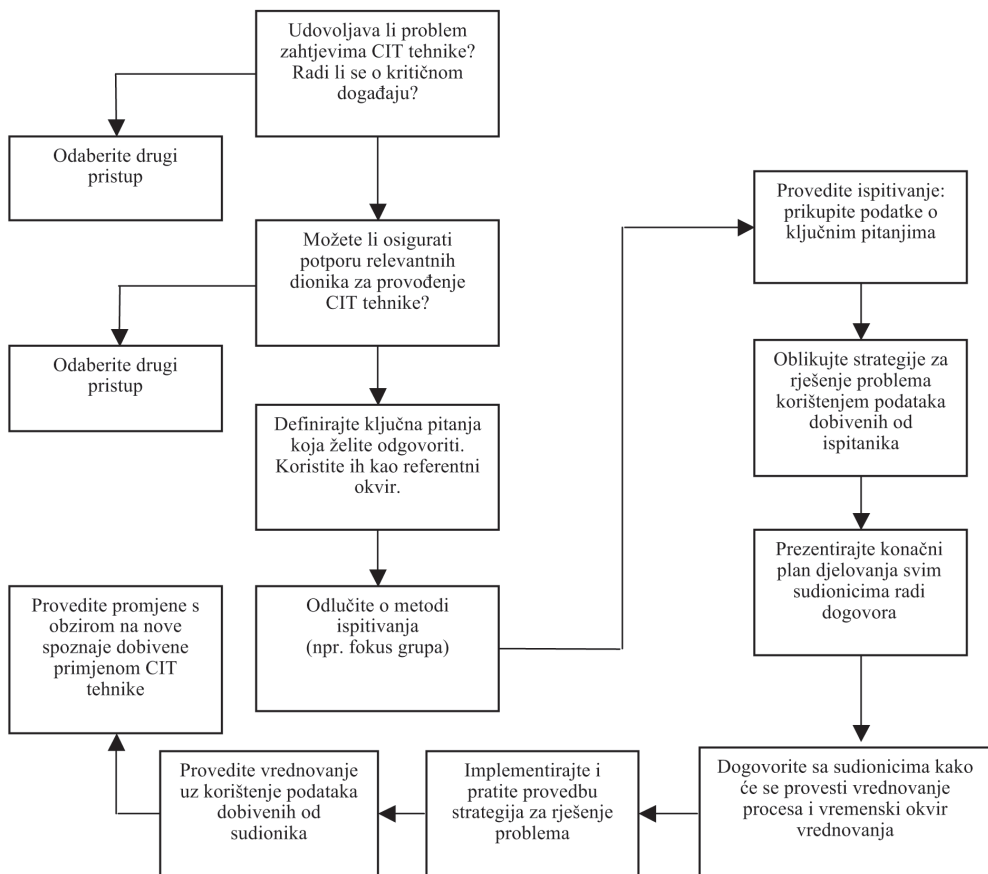 Udovoljava li problem
zahtjevima CIT tehnike?
Radi li se o kritičnom
događaju?
Odaberite drugi
pristup
Možete li osigurati
potporu relevantnih
dionika za provođenje
CIT tehnike?
Odaberite drugi
pristup
Definirajte ključna pitanja
koja želite odgovoriti.
Koristite ih kao referentni
okvir.
Odlučite o metodi
ispitivanja
(npr. fokus grupa)
Provedite ispitivanje:
prikupite podatke o
ključnim pitanjima
Oblikujte strategije za
rješenje problema
korištenjem podataka
dobivenih od
ispitanika
Prezentirajte konačni
plan djelovanja svim
sudionicima radi
dogovora
Dogovorite sa sudionicima kako
će se provesti vrednovanje
procesa i vremenski okvir
vrednovanja
Implementirajte i
pratite provedbu
strategija za rješenje
problema
Provedite vrednovanje
uz korištenje podataka
dobivenih od
sudionika
Provedite promjene s
obzirom na nove
spoznaje dobivene
primjenom CIT
tehnike